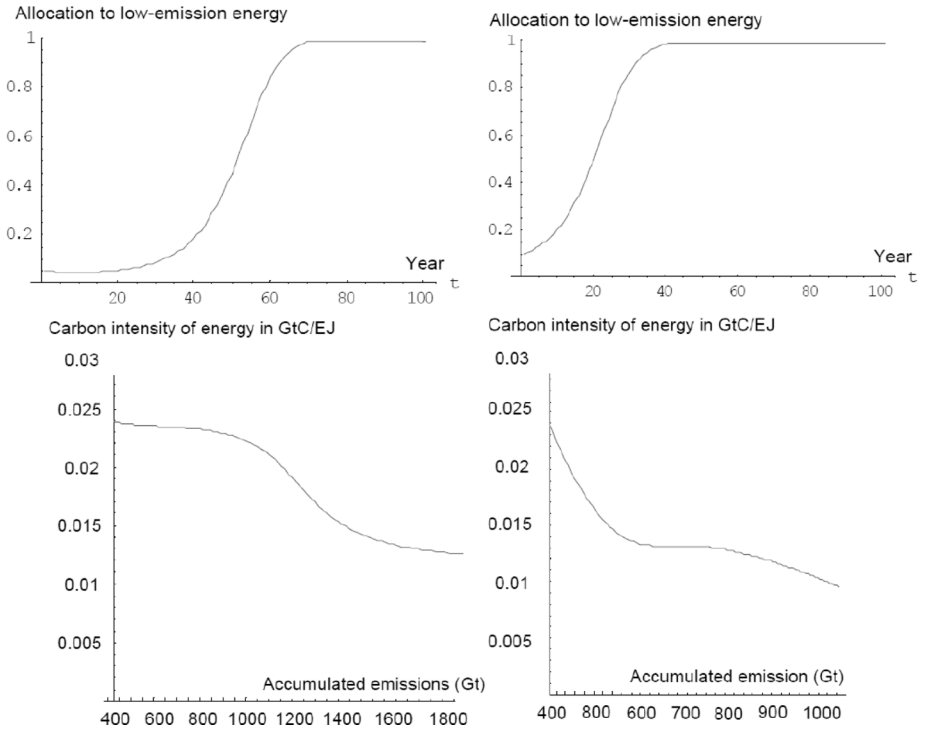 Allocation to low-emission energy
1
0.8
0.6
0.4
0.2
Year
t
20 40 60 80 100
Allocation to low-emission energy
1
0.8
0.6
0.4
0.2
Year
t
20 40 60 80 100
Carbon intensity of energy in GtC/EJ
0.03
0.025
0.02
0.015
0.01
0.005
Accumulated emissions (Gt)
400 600 800 1000 1200 1400 1600 1800
Carbon intensity of energy in GtC/EJ
0.03
0.025
0.02
0.015
0.01
0.005
Accumulated emission (Gt)
400 800 600 700 800 900 1000